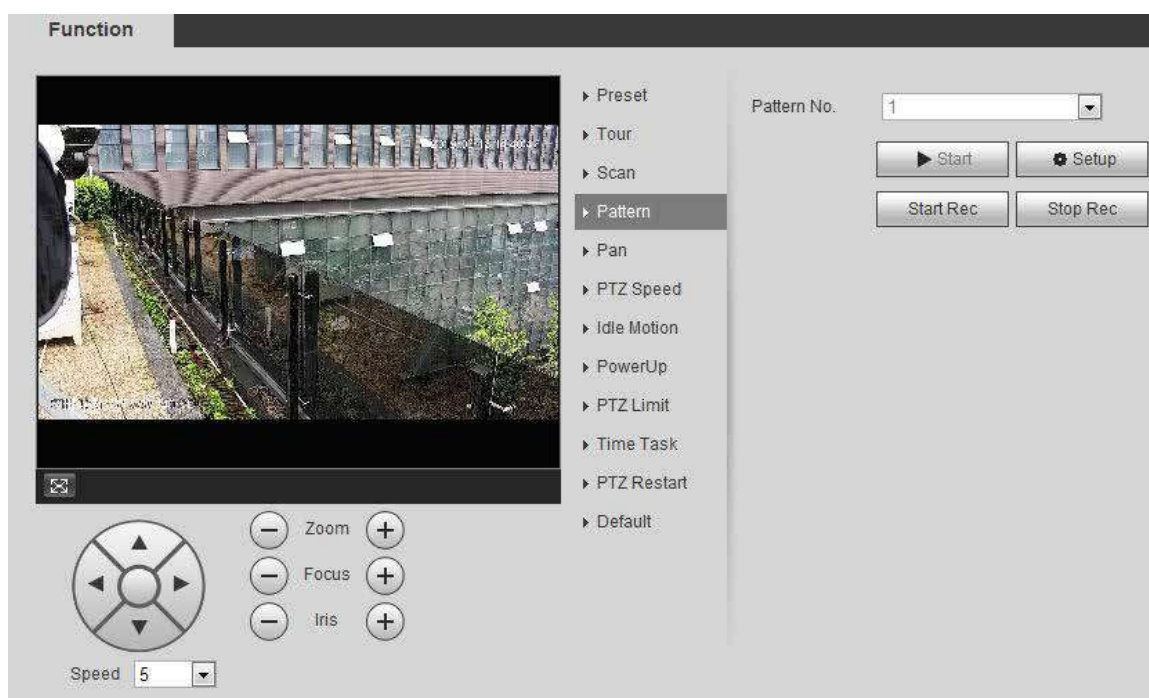 Function
Preset
Tour
Scan
Pattern
Pan
PTZ Speed
Idle Motion
PowerUp
PTZ Limit
Time Task
PTZ Restart
Default
Pattern No. 1
Start Setup
Start Rec Stop Rec
Zoom
Focus
Iris
Speed 5